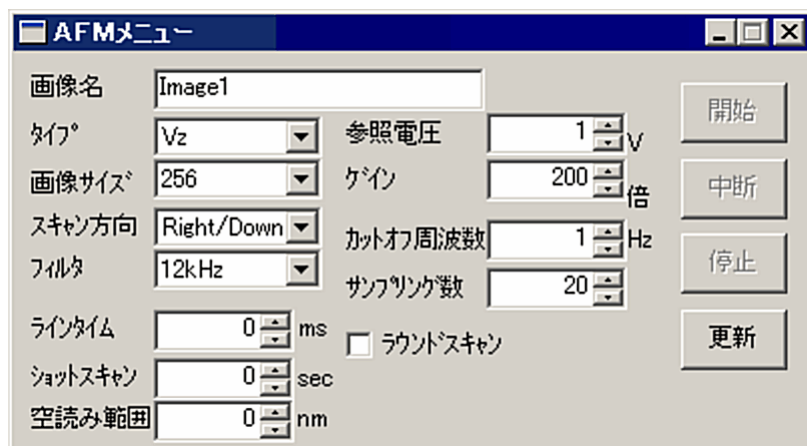 AFMメニュー
画像名 Image1
ﾀｲﾌﾟ Vz
画像ｻｲｽﾞ 256
ｽｷｬﾝ方向 Right/Down
ﾌｨﾙﾀ 12kHz
ﾗｲﾝﾀｲﾑ 0 ms
ｼｮｯﾄｽｷｬﾝ 0 sec
空読み範囲 0 nm
参照電圧 1 V
ｹﾞｲﾝ 200 倍
ｶｯﾄｵﾌ周波数 1 Hz
ｻﾝﾌﾟﾘﾝｸﾞ数 20
ﾗｳﾝﾄﾞｽｷｬﾝ
開始
中断
停止
更新